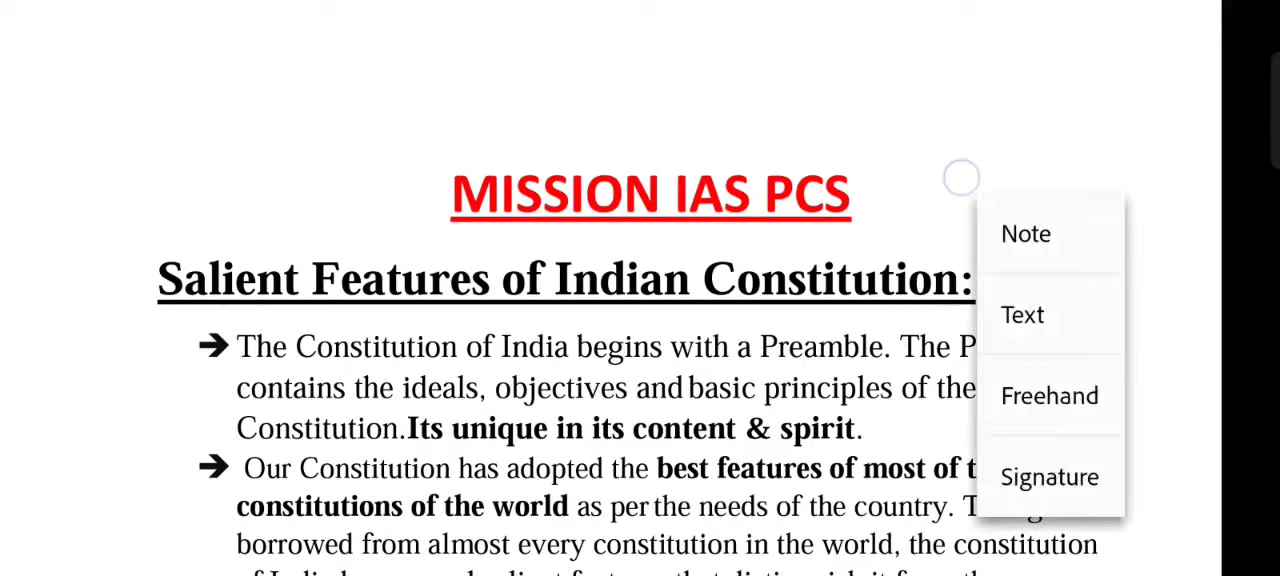 MISSION IAS PCS
Salient Features of Indian Constitution:
➔ The Constitution of India begins with a Preamble. The P
contains the ideals, objectives and basic principles of the
Constitution.Its unique in its content & spirit.
➔ Our Constitution has adopted the best features of most of t
constitutions of the world as per the needs of the country. T
borrowed from almost every constitution in the world, the constitution
Note
Text
Freehand
Signature